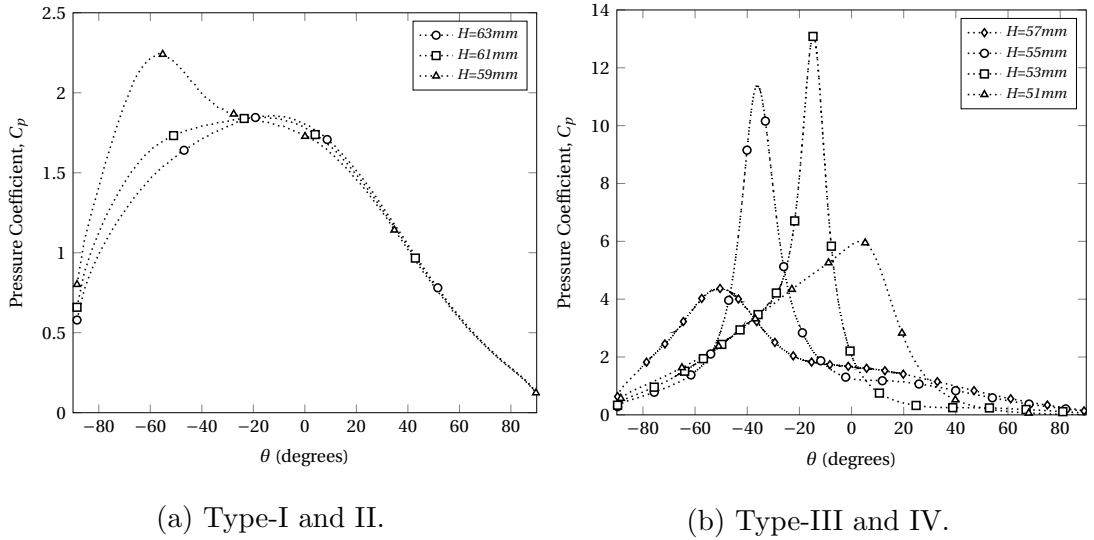 2.5
2
1.5
1
0.5
0
Pressure Coefficient, Cp
−80 −60 −40 −20 0 20 40 60 80
θ (degrees)
H=63mm
H=61mm
H=59mm
(a) Type-I and II.
14
12
10
8
6
4
2
0
Pressure Coefficient, Cp
−80 −60 −40 −20 0 20 40 60 80
θ (degrees)
H=57mm
H=55mm
H=53mm
H=51mm
(b) Type-III and IV.